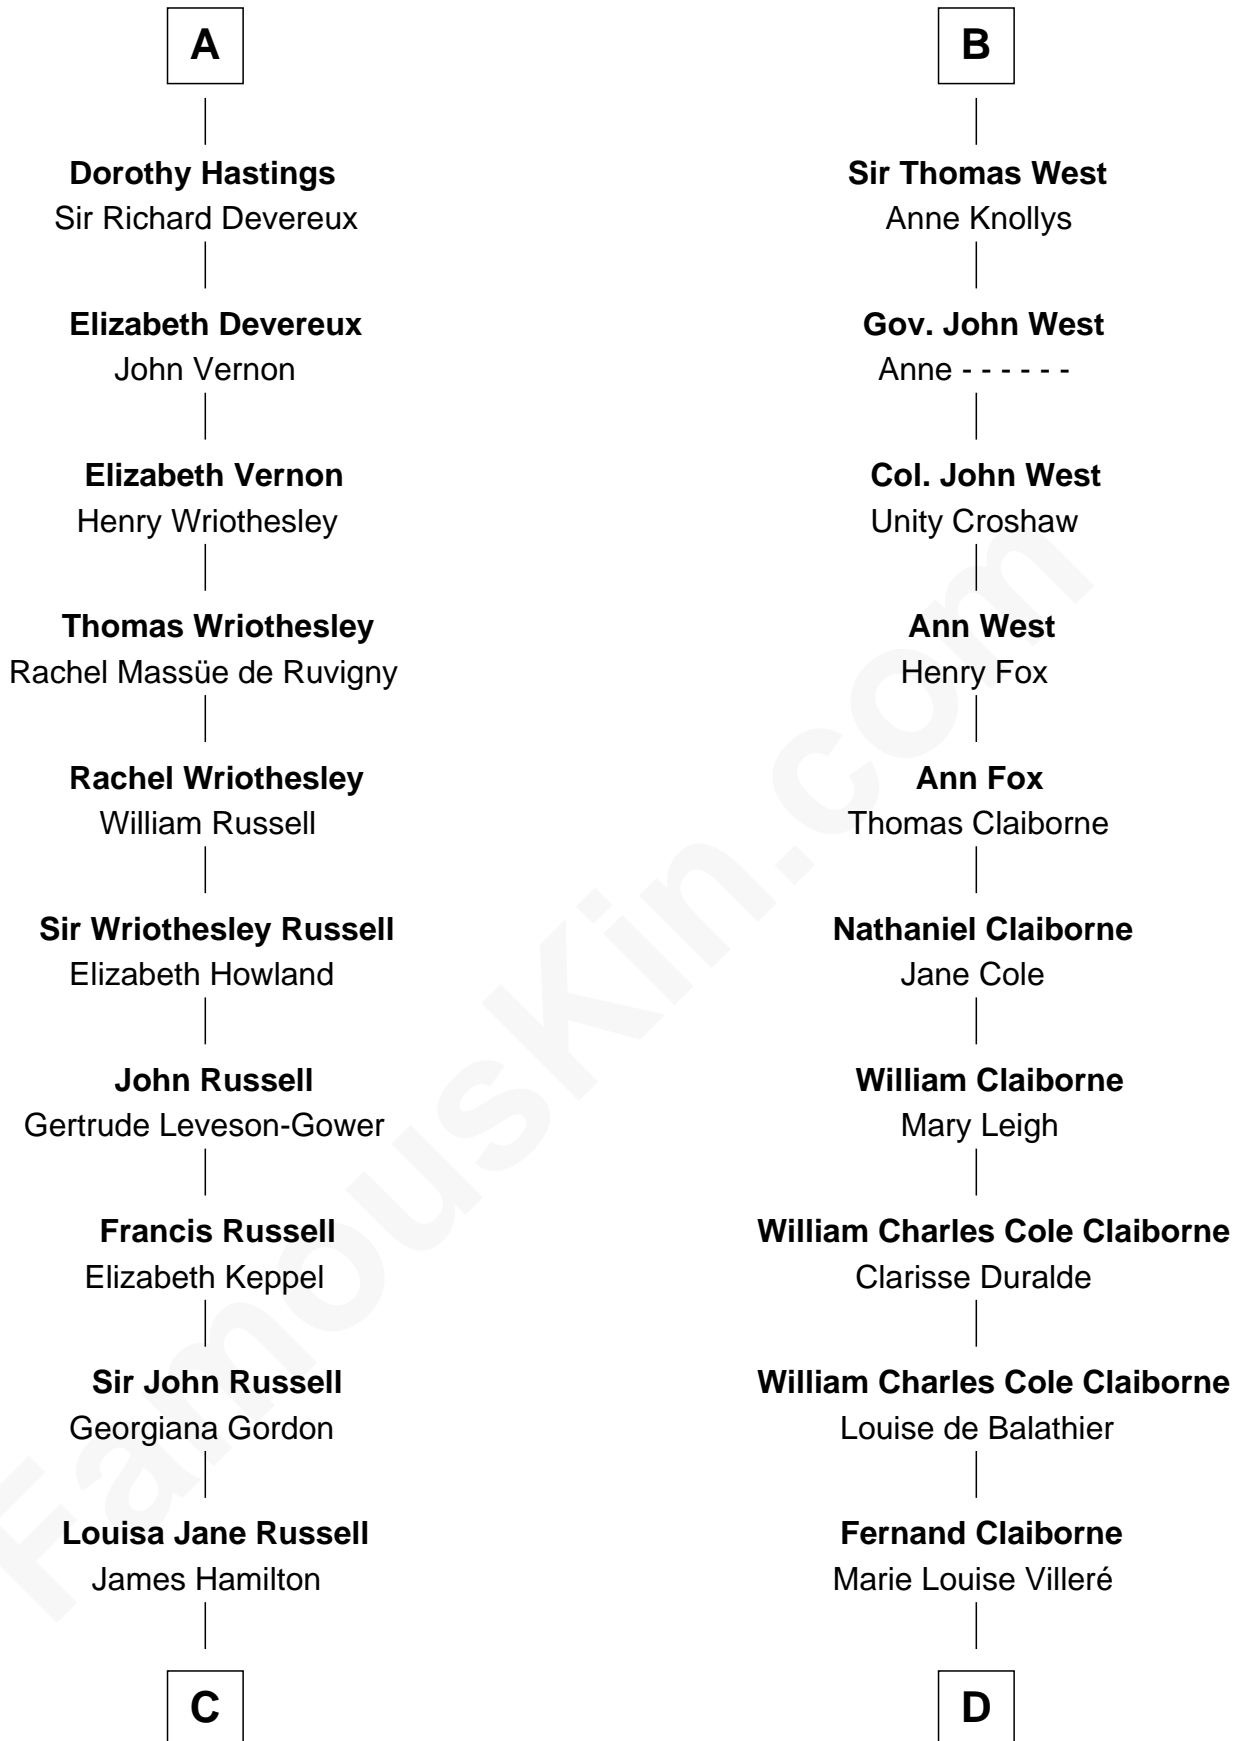 A
Dorothy Hastings
Sir Richard Devereux
Elizabeth Devereux
John Vernon
Elizabeth Vernon
Henry Wriothesley
Thomas Wriothesley
Rachel Massüe de Ruvigny
Rachel Wriothesley
William Russell
Sir Wriothesley Russell
Elizabeth Howland
John Russell
Gertrude Leveson-Gower
Francis Russell
Elizabeth Keppel
Sir John Russell
Georgiana Gordon
Louisa Jane Russell
James Hamilton
C
B
Sir Thomas West
Anne Knollys
Gov. John West
Anne - - - - - -
Col. John West
Unity Croshaw
Ann West
Henry Fox
Ann Fox
Thomas Claiborne
Nathaniel Claiborne
Jane Cole
William Claiborne
Mary Leigh
William Charles Cole Claiborne
Clarisse Duralde
William Charles Cole Claiborne
Louise de Balathier
Fernand Claiborne
Marie Louise Villeré
D
FamousKin.com